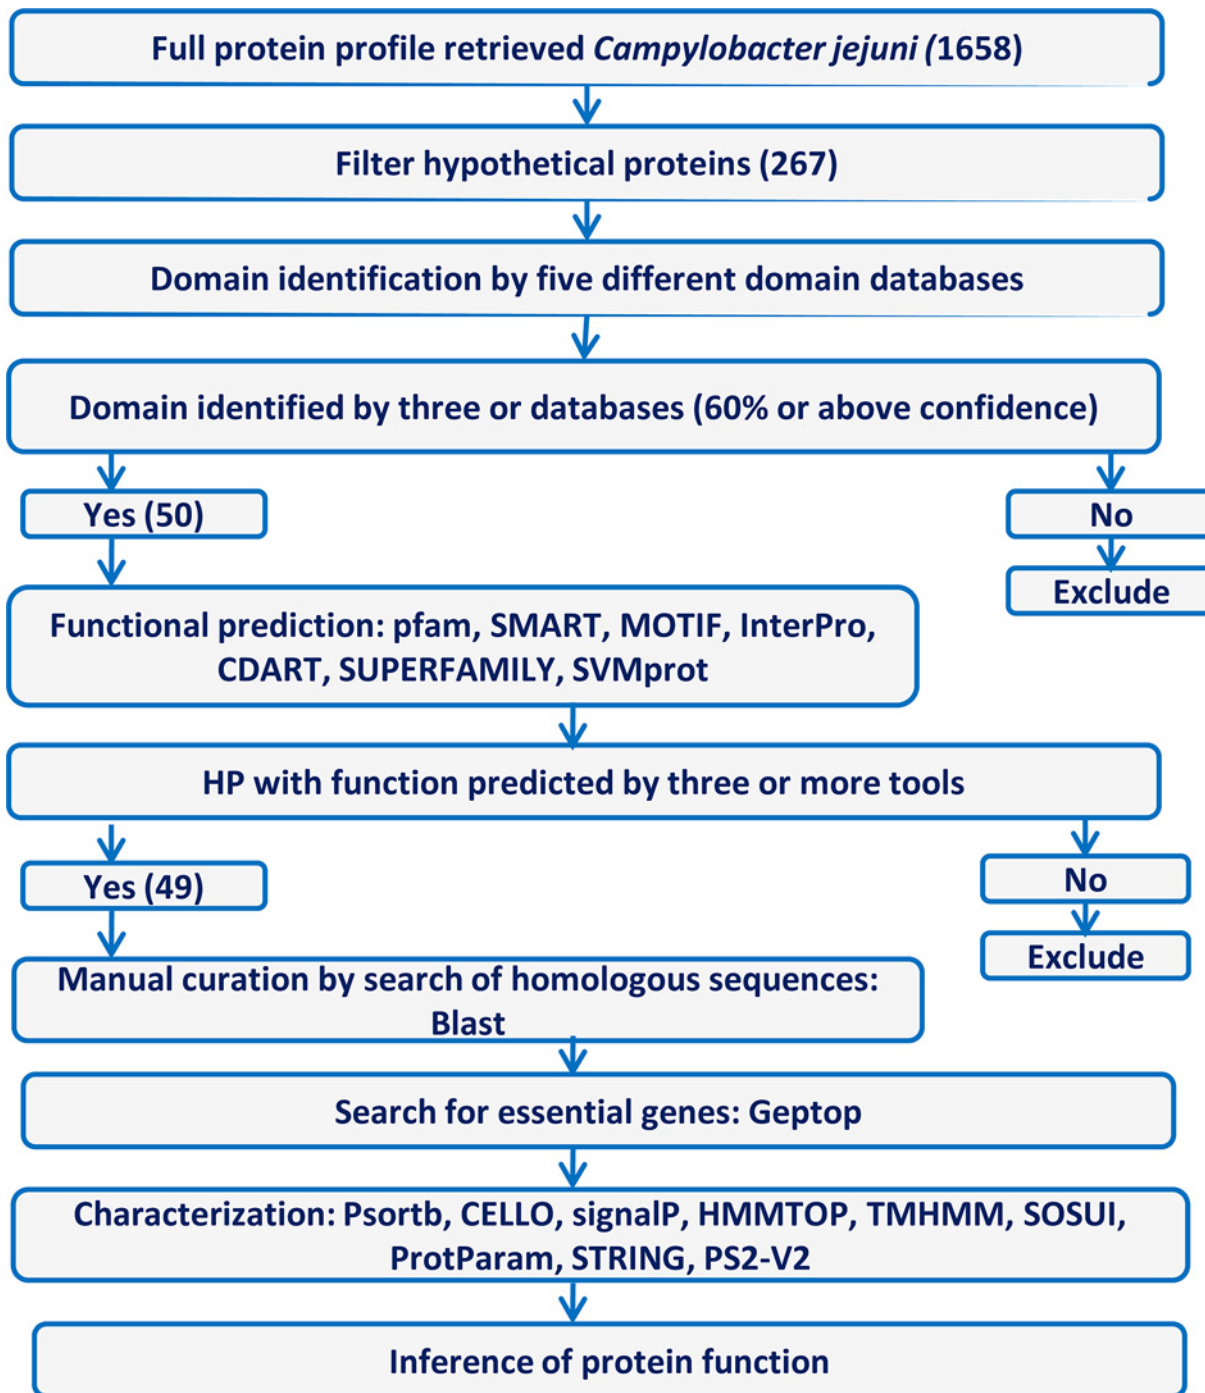 Full protein profile retrieved Campylobacter jejuni (1658)
Filter hypothetical proteins (267)
Domain identification by five different domain databases
Domain identified by three or databases (60% or above confidence)
Yes (50)
No
Exclude
Functional prediction: pfam, SMART, MOTIF, InterPro,
CDART, SUPERFAMILY, SVMprot
HP with function predicted by three or more tools
Yes (49)
No
Exclude
Manual curation by search of homologous sequences:
Blast
Search for essential genes: Geptop
Characterization: Psortb, CELLO, signalP, HMMTOP, TMHMM, SOSUI,
ProtParam, STRING, PS2-V2
Inference of protein function